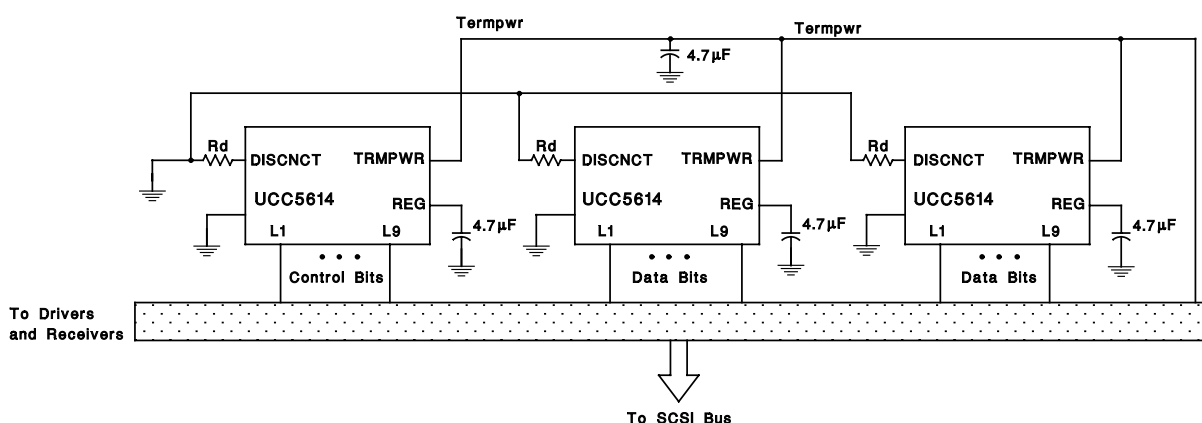 Termpwr
Termpwr
4.7µF
Rd
DISCNCT
TRMPWR
UCC5614
REG
L1
L9
4.7µF
• • •
Control Bits
Rd
DISCNCT
TRMPWR
UCC5614
REG
L1
L9
4.7µF
• • •
Data Bits
Rd
DISCNCT
TRMPWR
UCC5614
REG
L1
L9
4.7µF
• • •
Data Bits
To Drivers
and Receivers
To SCSI Bus